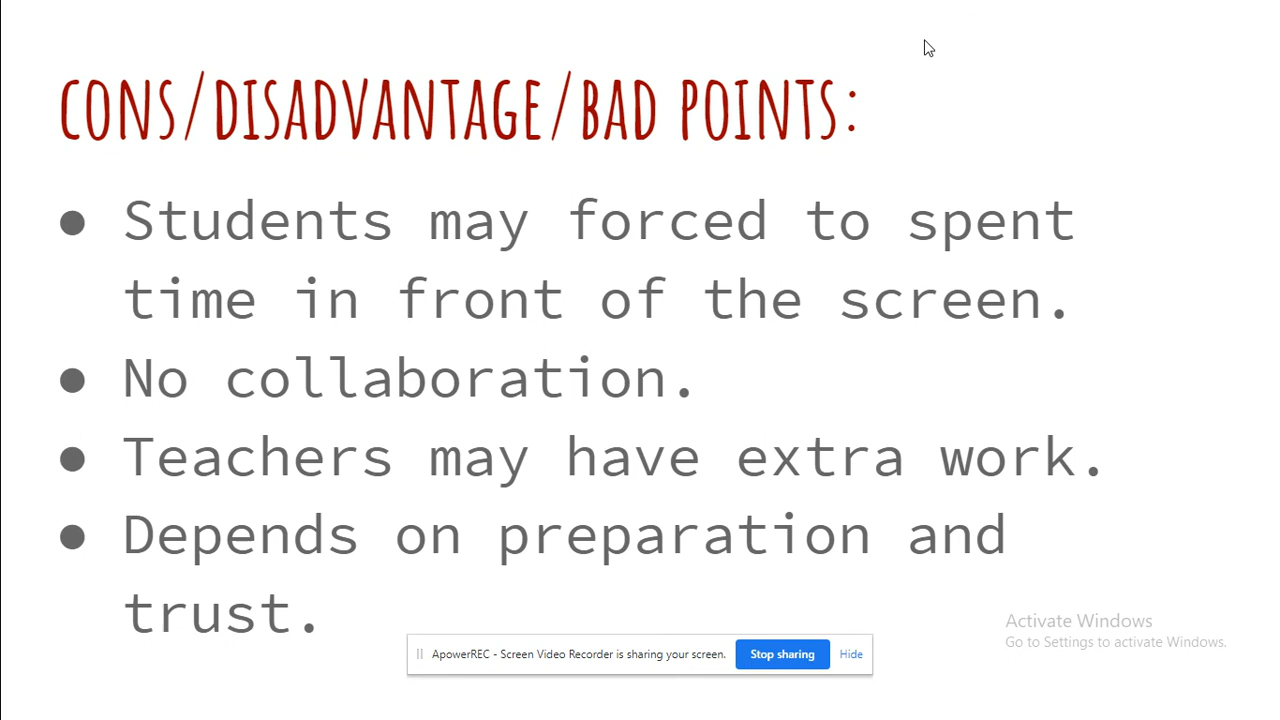 CONS/DISADVANTAGE/BAD POINTS:
● Students may forced to spent
time in front of the screen.
● No collaboration.
● Teachers may have extra work.
● Depends on preparation and
trust.
Activate Windows
Go to Settings to activate Windows.
ApowerREC - Screen Video Recorder is sharing your screen. Stop sharing Hide